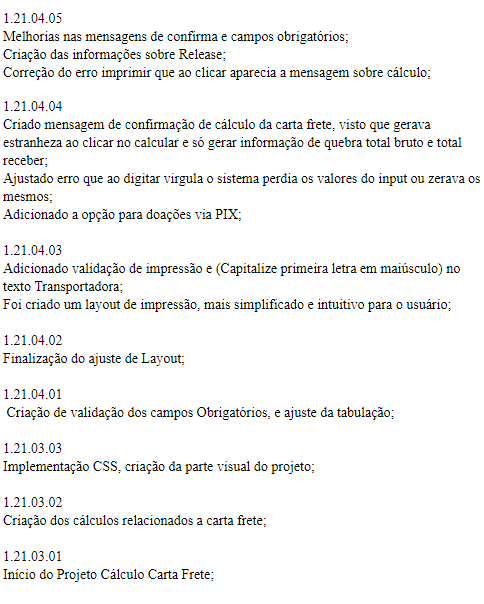 1.21.04.05
Melhorias nas mensagens de confirma e campos obrigatórios;
Criação das informações sobre Release;
Correção do erro imprimir que ao clicar aparecia a mensagem sobre cálculo;
1.21.04.04
Criado mensagem de confirmação de cálculo da carta frete, visto que gerava
estranheza ao clicar no calcular e só gerar informação de quebra total bruto e total
receber;
Ajustado erro que ao digitar virgula o sistema perdia os valores do input ou zerava os
mesmos;
Adicionado a opção para doações via PIX;
1.21.04.03
Adicionado validação de impressão e (Capitalize primeira letra em maiúsculo) no
texto Transportadora;
Foi criado um layout de impressão, mais simplificado e intuitivo para o usuário;
1.21.04.02
Finalização do ajuste de Layout;
1.21.04.01
Criação de validação dos campos Obrigatórios, e ajuste da tabulação;
1.21.03.03
Implementação CSS, criação da parte visual do projeto;
1.21.03.02
Criação dos cálculos relacionados a carta frete;
1.21.03.01
Início do Projeto Cálculo Carta Frete;